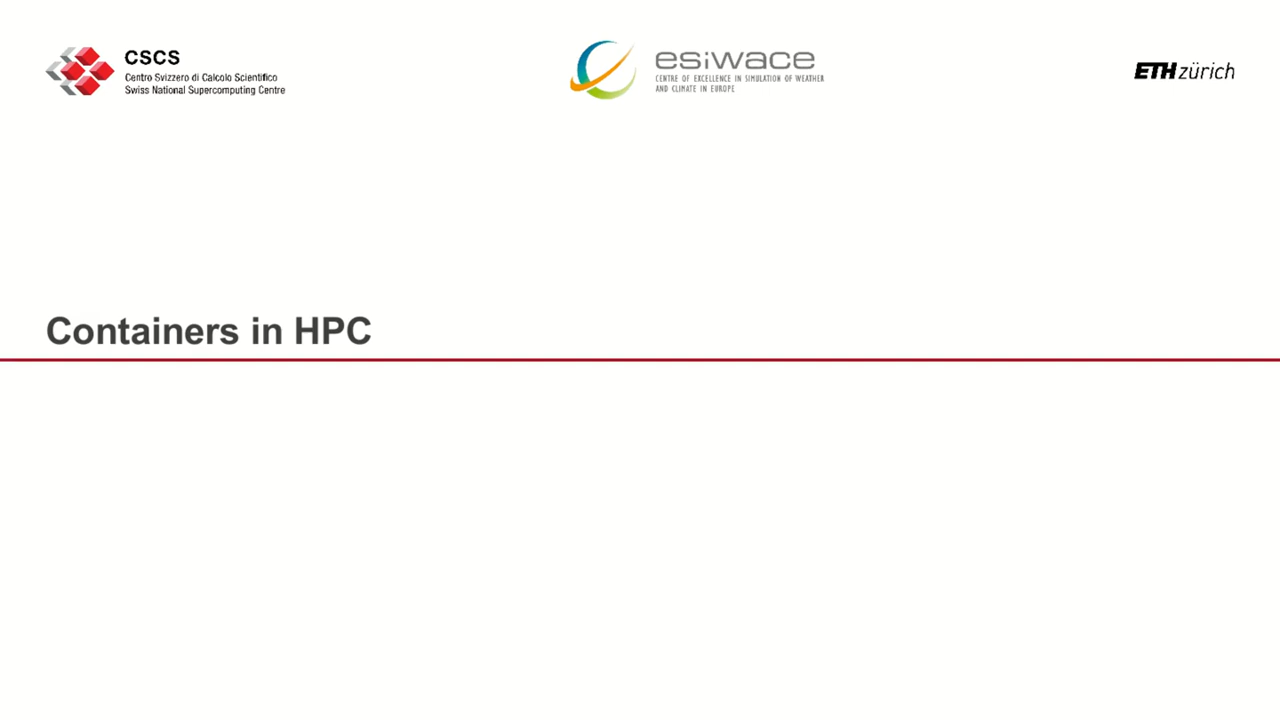 CSCS
Centro Svizzero di Calcolo Scientifico
Swiss National Supercomputing Centre
esiwace
CENTRE OF EXCELLENCE IN SIMULATION OF WEATHER
AND CLIMATE IN EUROPE
ETH zürich
Containers in HPC